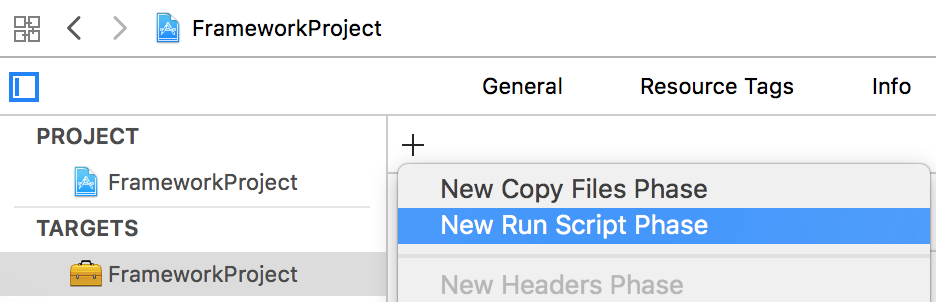 FrameworkProject
General Resource Tags Info
PROJECT
FrameworkProject
TARGETS
FrameworkProject
New Copy Files Phase
New Run Script Phase
New Headers Phase